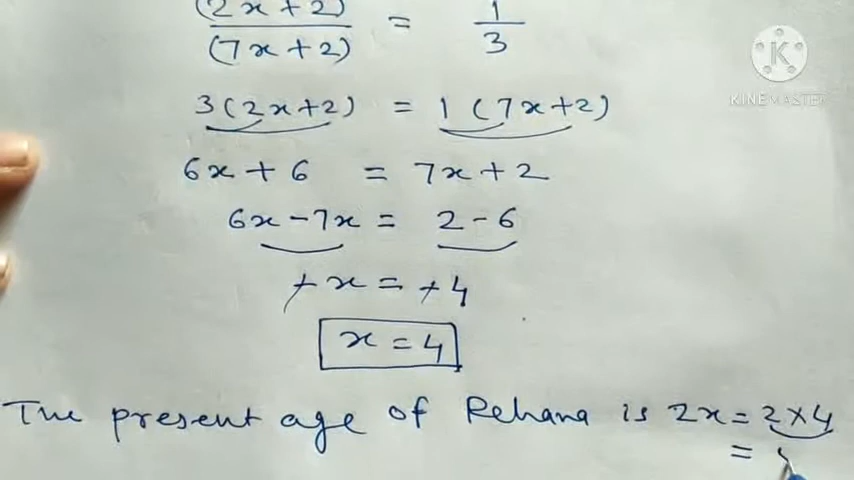 (2x+2) / (7x+2) = 1/3
KINEMASTER
3(2x+2) = 1(7x+2)
6x+6 = 7x+2
6x-7x = 2-6
+x = +4
x = 4
The present age of Rehana is 2x = 2×4
=